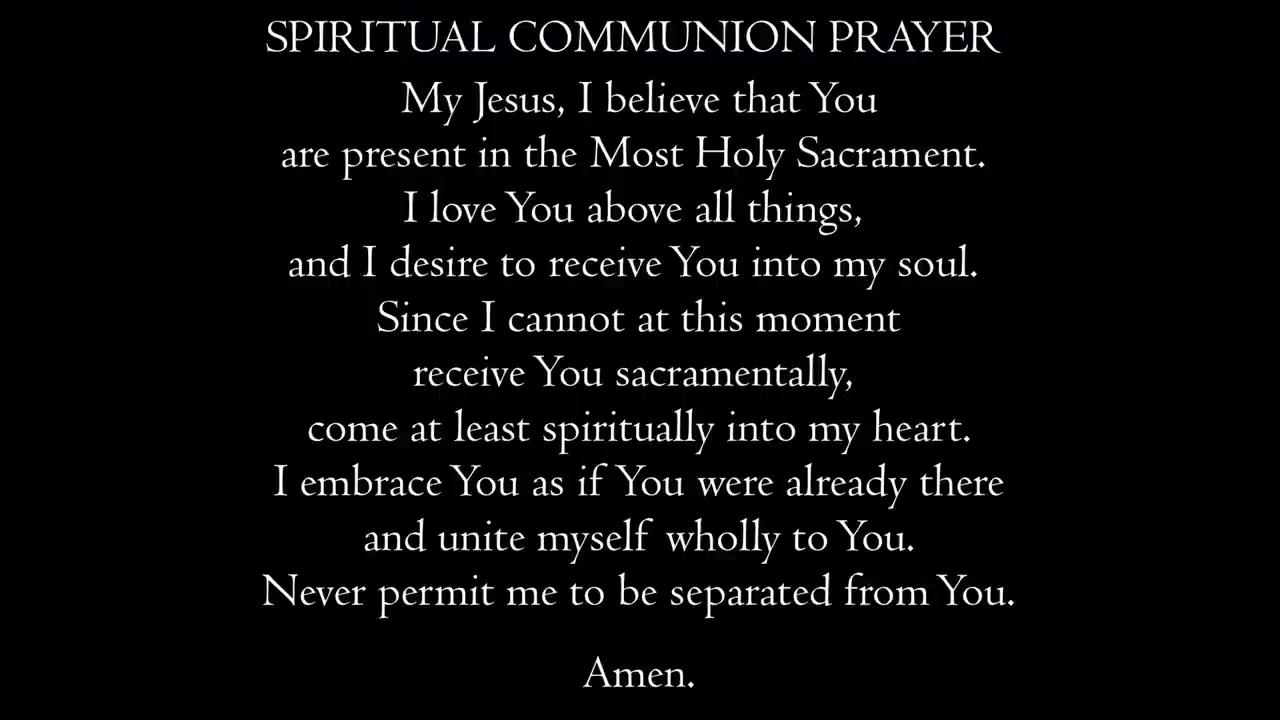 SPIRITUAL COMMUNION PRAYER
My Jesus, I believe that You
are present in the Most Holy Sacrament.
I love You above all things,
and I desire to receive You into my soul.
Since I cannot at this moment
receive You sacramentally,
come at least spiritually into my heart.
I embrace You as if You were already there
and unite myself wholly to You.
Never permit me to be separated from You.
Amen.